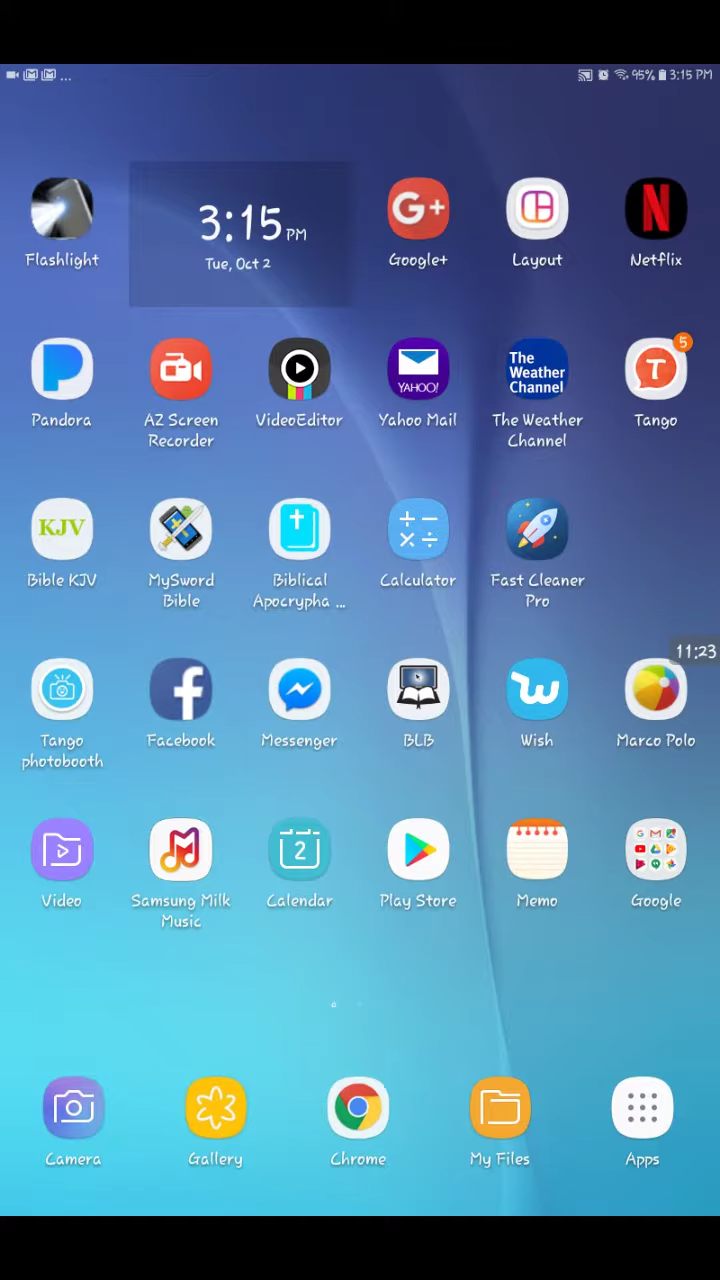 ... 95% 3:15 PM
3:15 PM
Tue, Oct 2
G+
N
Flashlight Google+ Layout Netflix
YAHOO!
The
Weather
Channel
T
5
Pandora AZ Screen
Recorder VideoEditor Yahoo Mail The Weather
Channel Tango
KJV
Bible KJV MySword
Bible Biblical
Apocrypha ... Calculator Fast Cleaner
Pro
11:23
Tango
photobooth Facebook Messenger BLB Wish Marco Polo
2
Video Samsung Milk
Music Calendar Play Store Memo Google
Camera Gallery Chrome My Files Apps